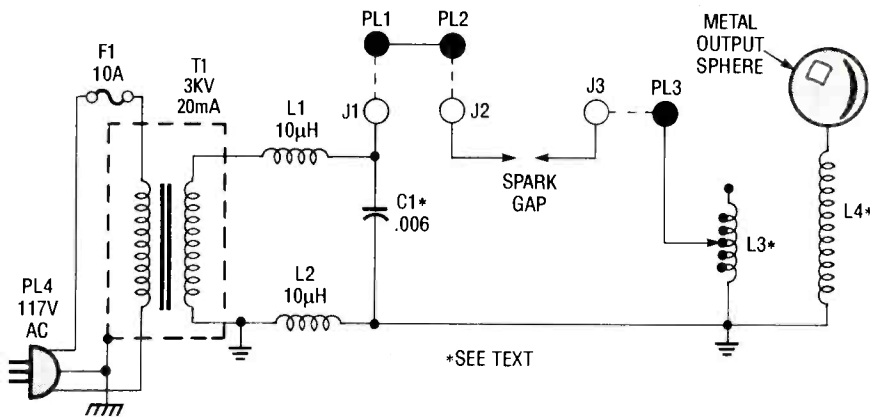 F1
10A
T1
3KV
20mA
PL1
PL2
METAL
OUTPUT
SPHERE
L1
10µH
J1
J2
J3
PL3
SPARK
GAP
C1*
.006
L3*
L4*
L2
10µH
PL4
117V
AC
*SEE TEXT